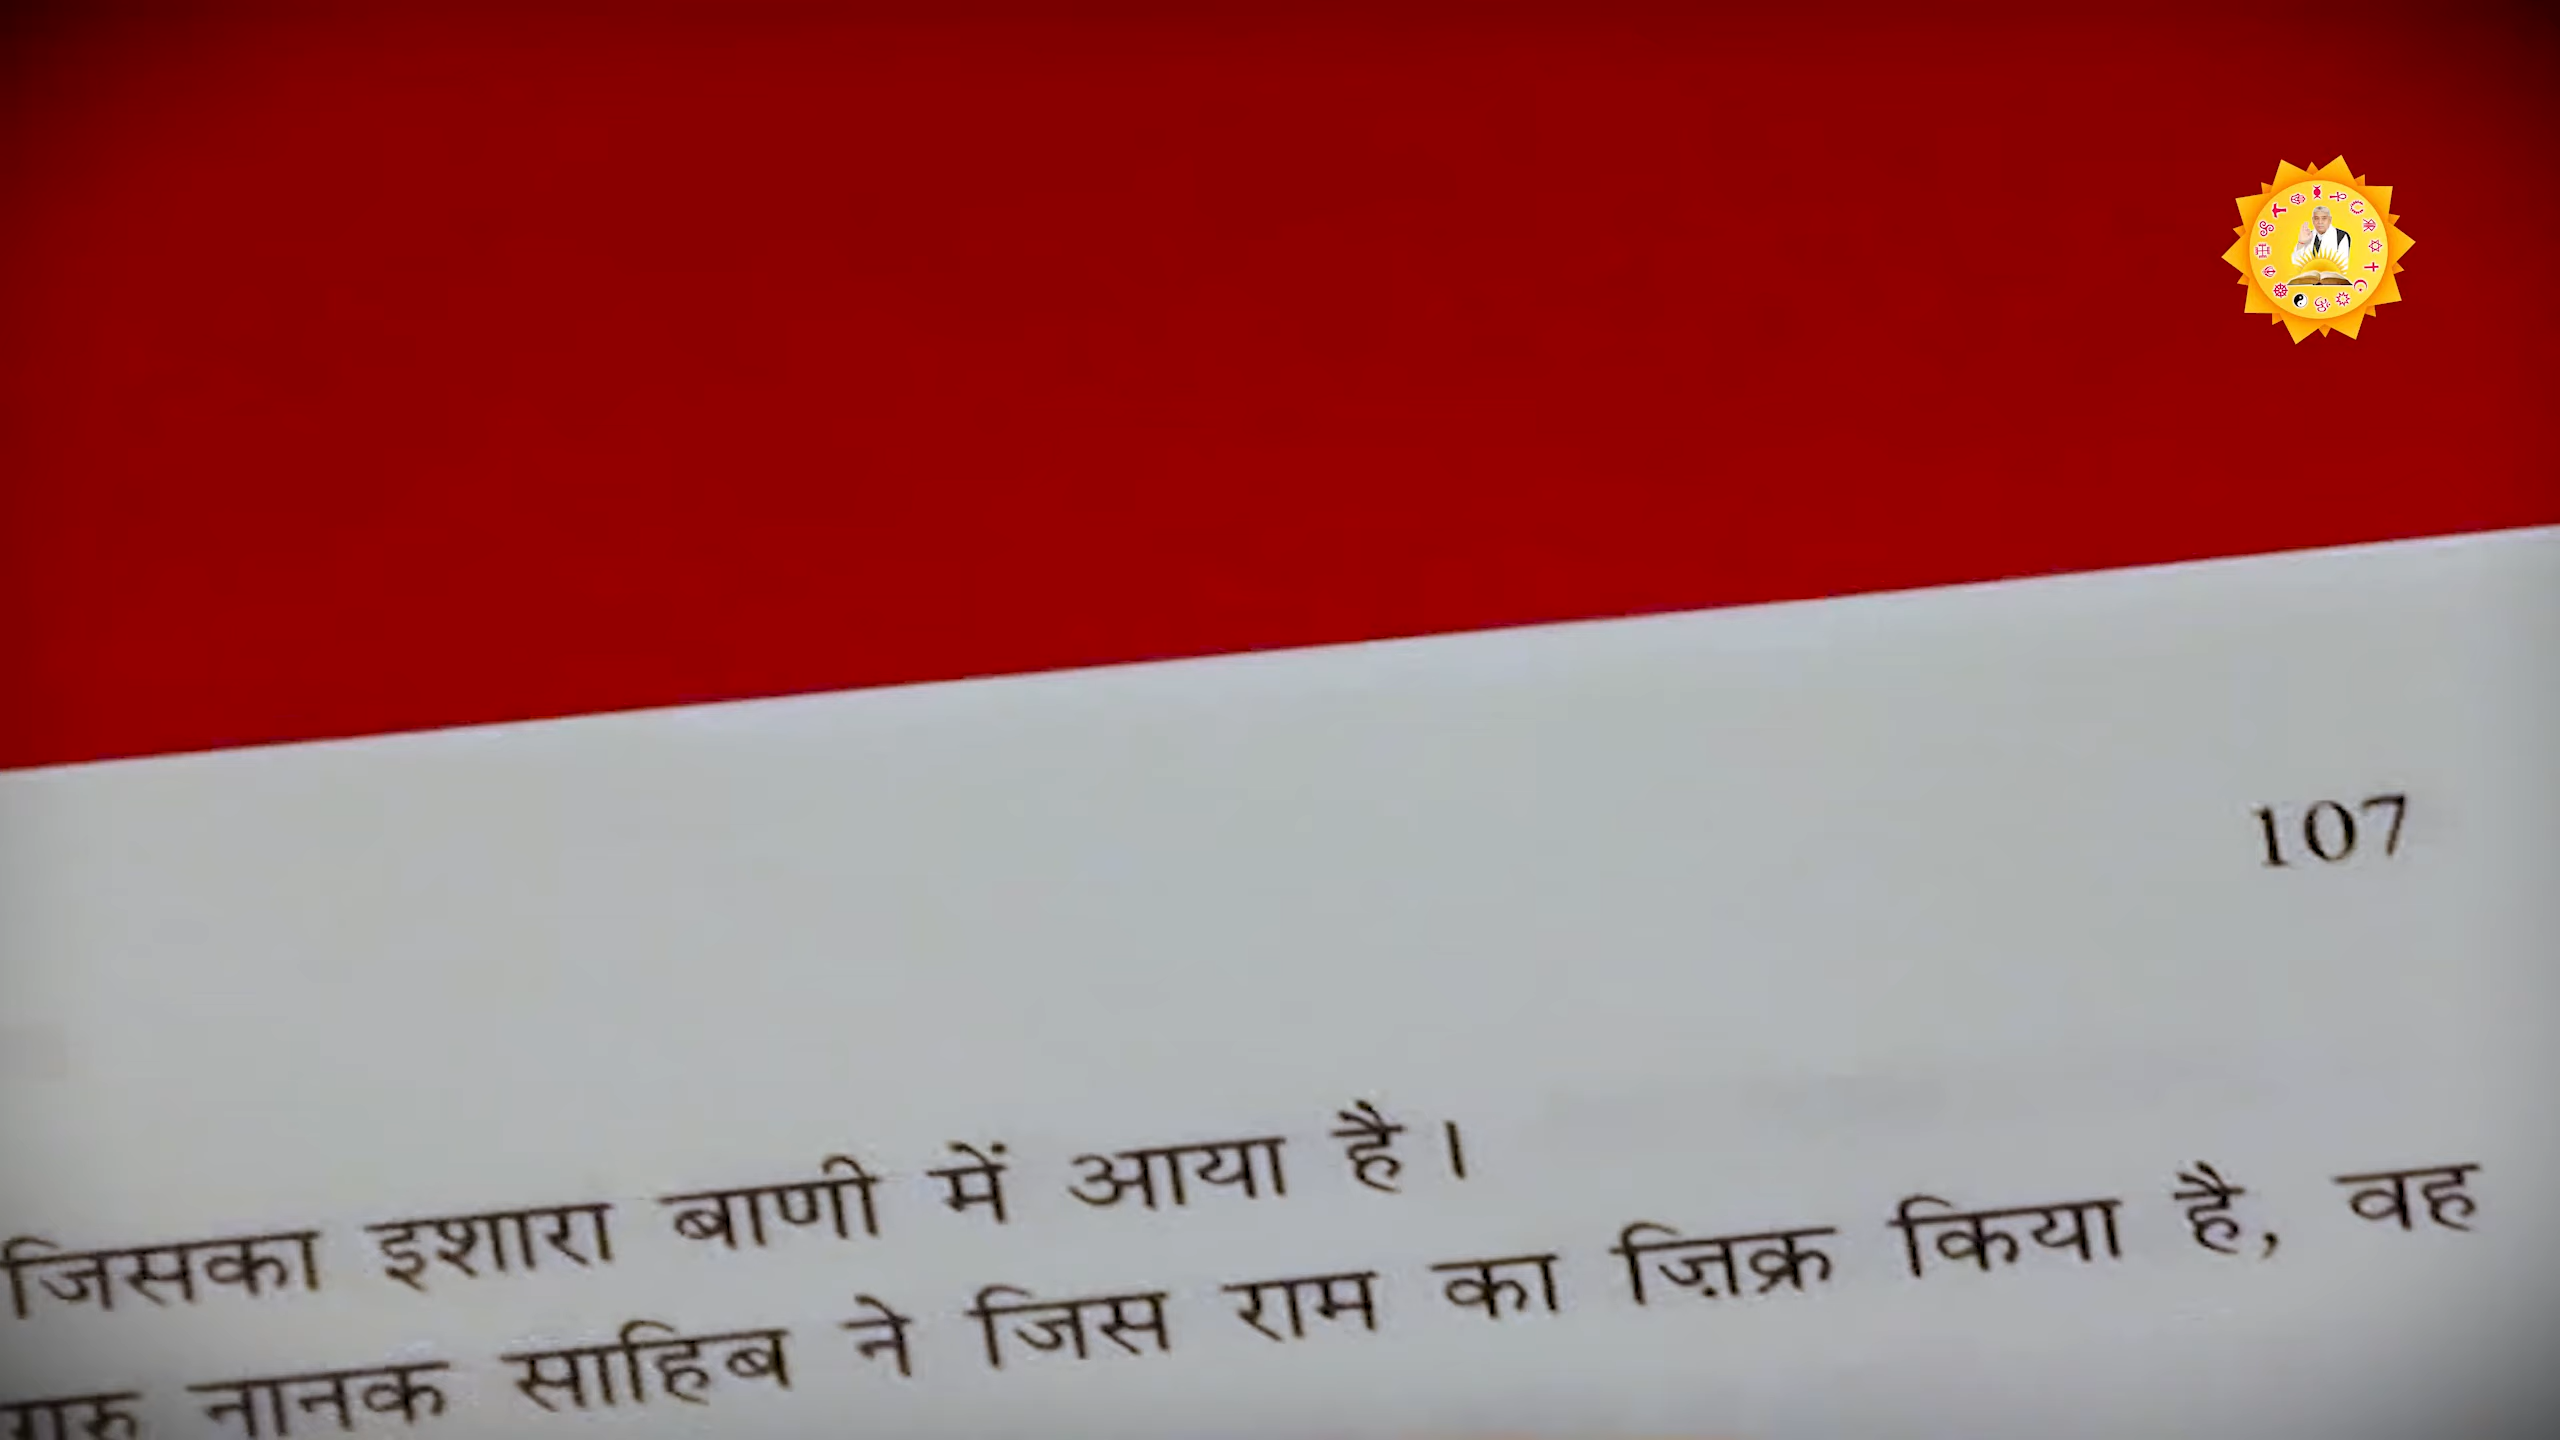 107
जिसका इशारा बाणी में आया है।
गुरु नानक साहिब ने जिस राम का ज़िक्र किया है, वह